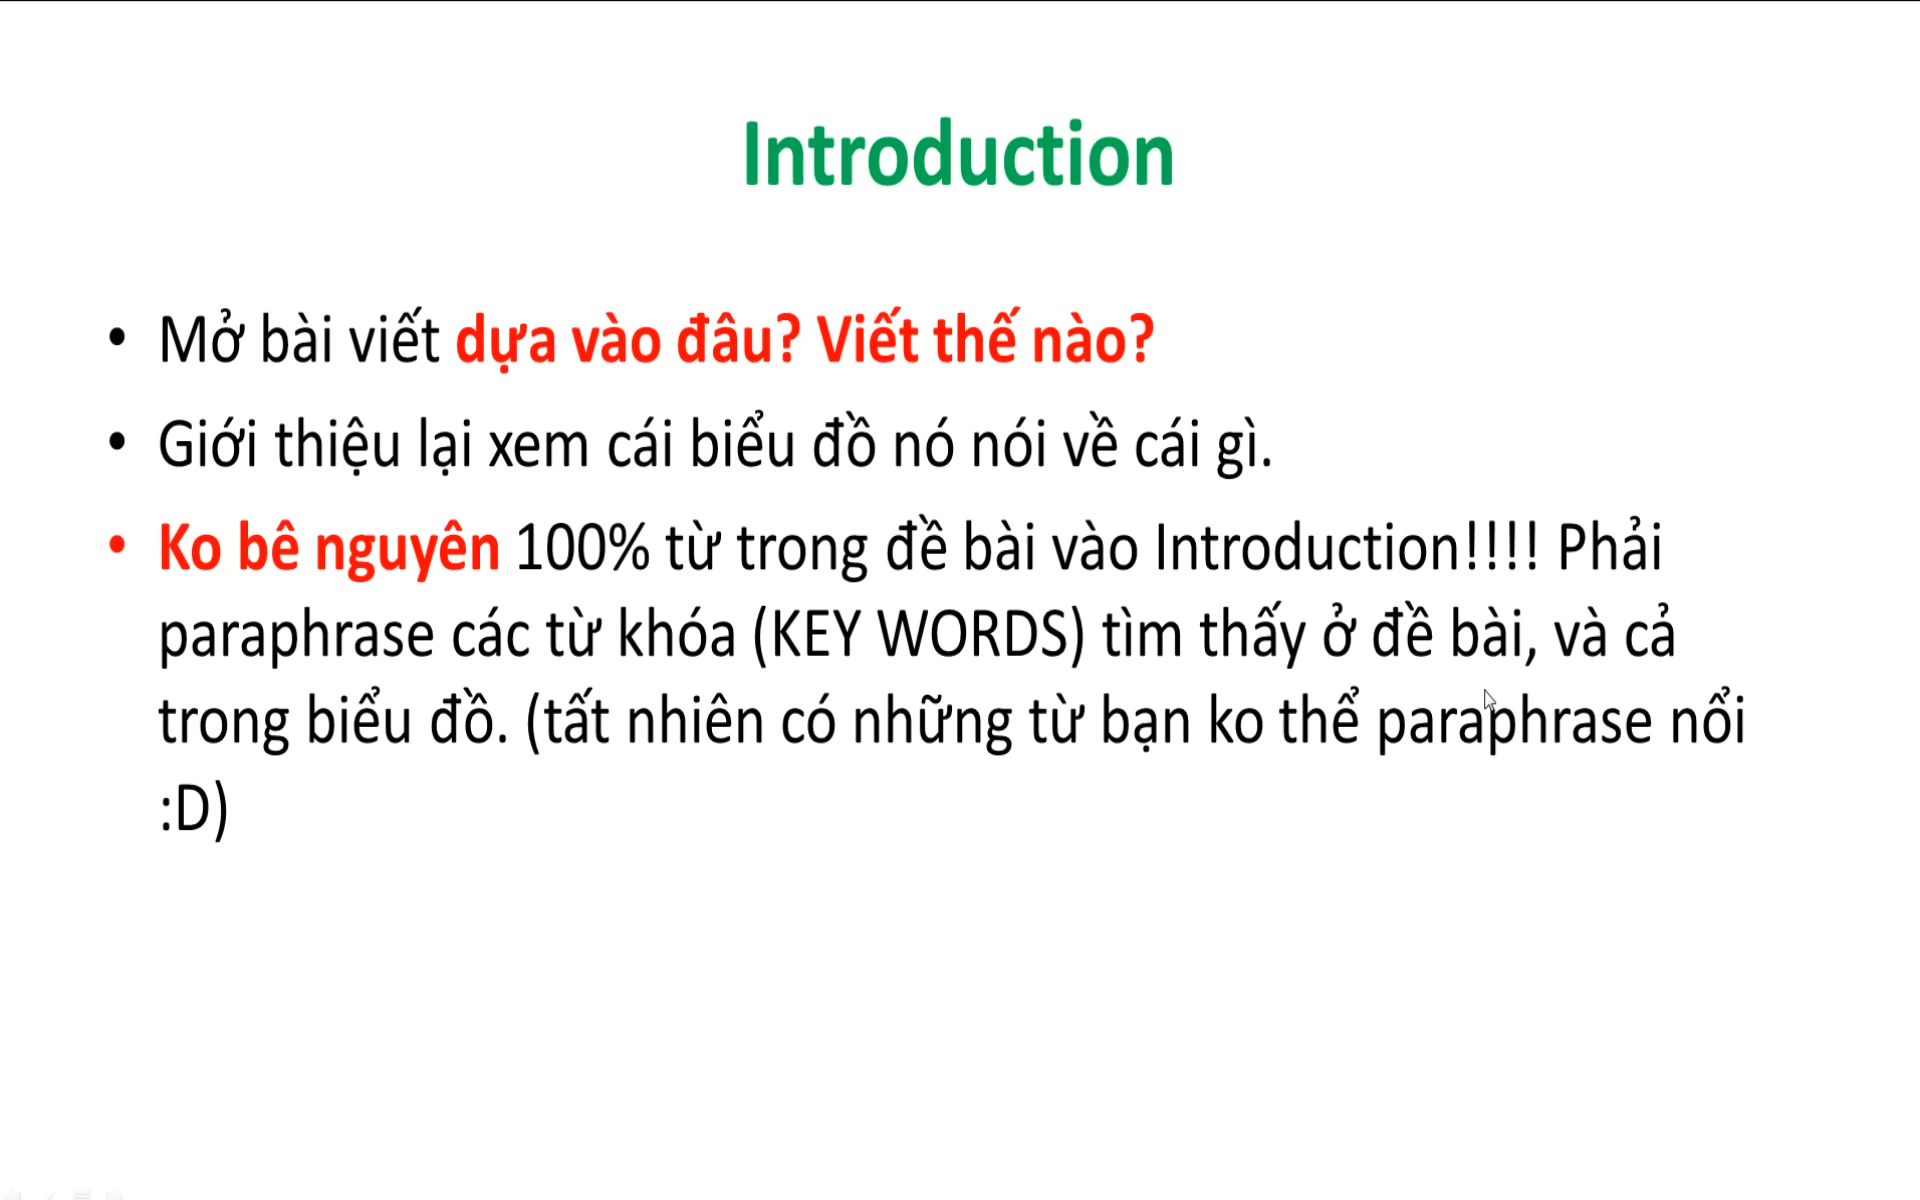 Introduction
• Mở bài viết dựa vào đâu? Viết thế nào?
• Giới thiệu lại xem cái biểu đồ nó nói về cái gì.
• Ko bê nguyên 100% từ trong đề bài vào Introduction!!!! Phải
paraphrase các từ khóa (KEY WORDS) tìm thấy ở đề bài, và cả
trong biểu đồ. (tất nhiên có những từ bạn ko thể paraphrase nổi
:D)